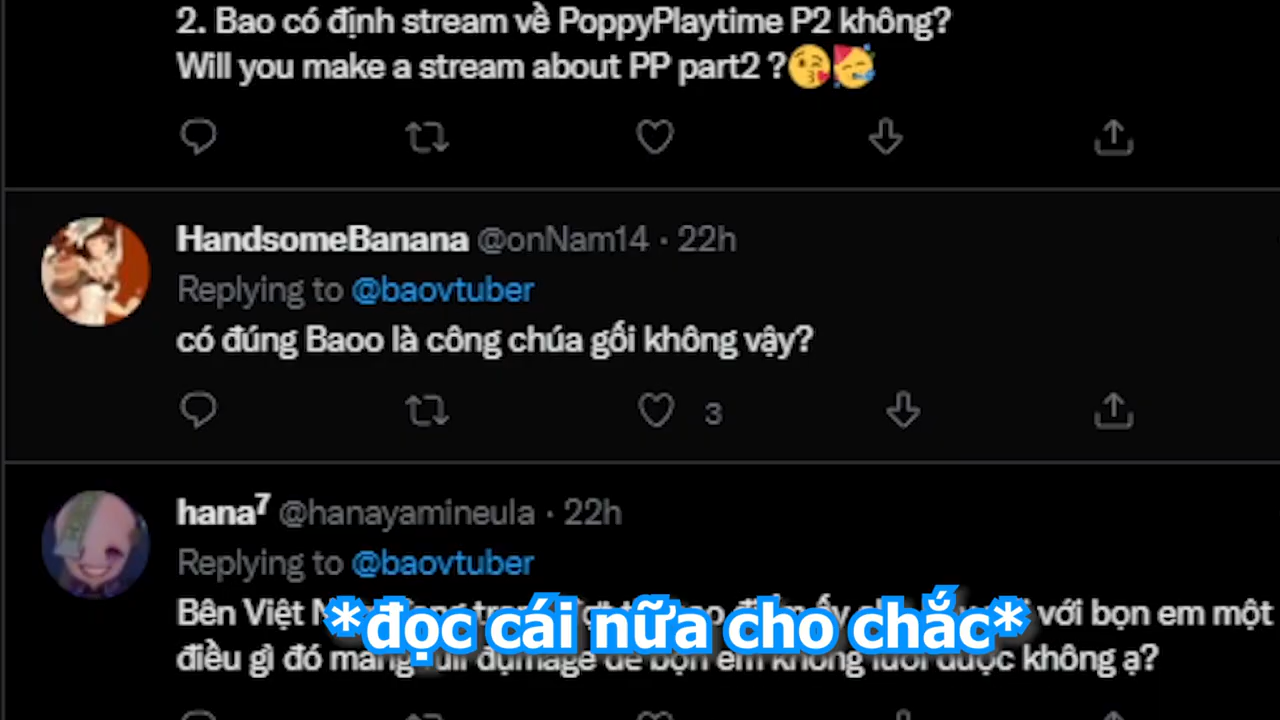 2. Bao có định stream về PoppyPlaytime P2 không?
Will you make a stream about PP part2 ?😘🥳
HandsomeBanana @onNam14 · 22h
Replying to @baovtuber
có đúng Baoo là công chúa gối không vậy?
3
hana⁷ @hanayamineula · 22h
Replying to @baovtuber
Bên Việt với bọn em một
*đọc cái nữa cho chắc*
điều gì đó mang để bọn em không được không ạ?